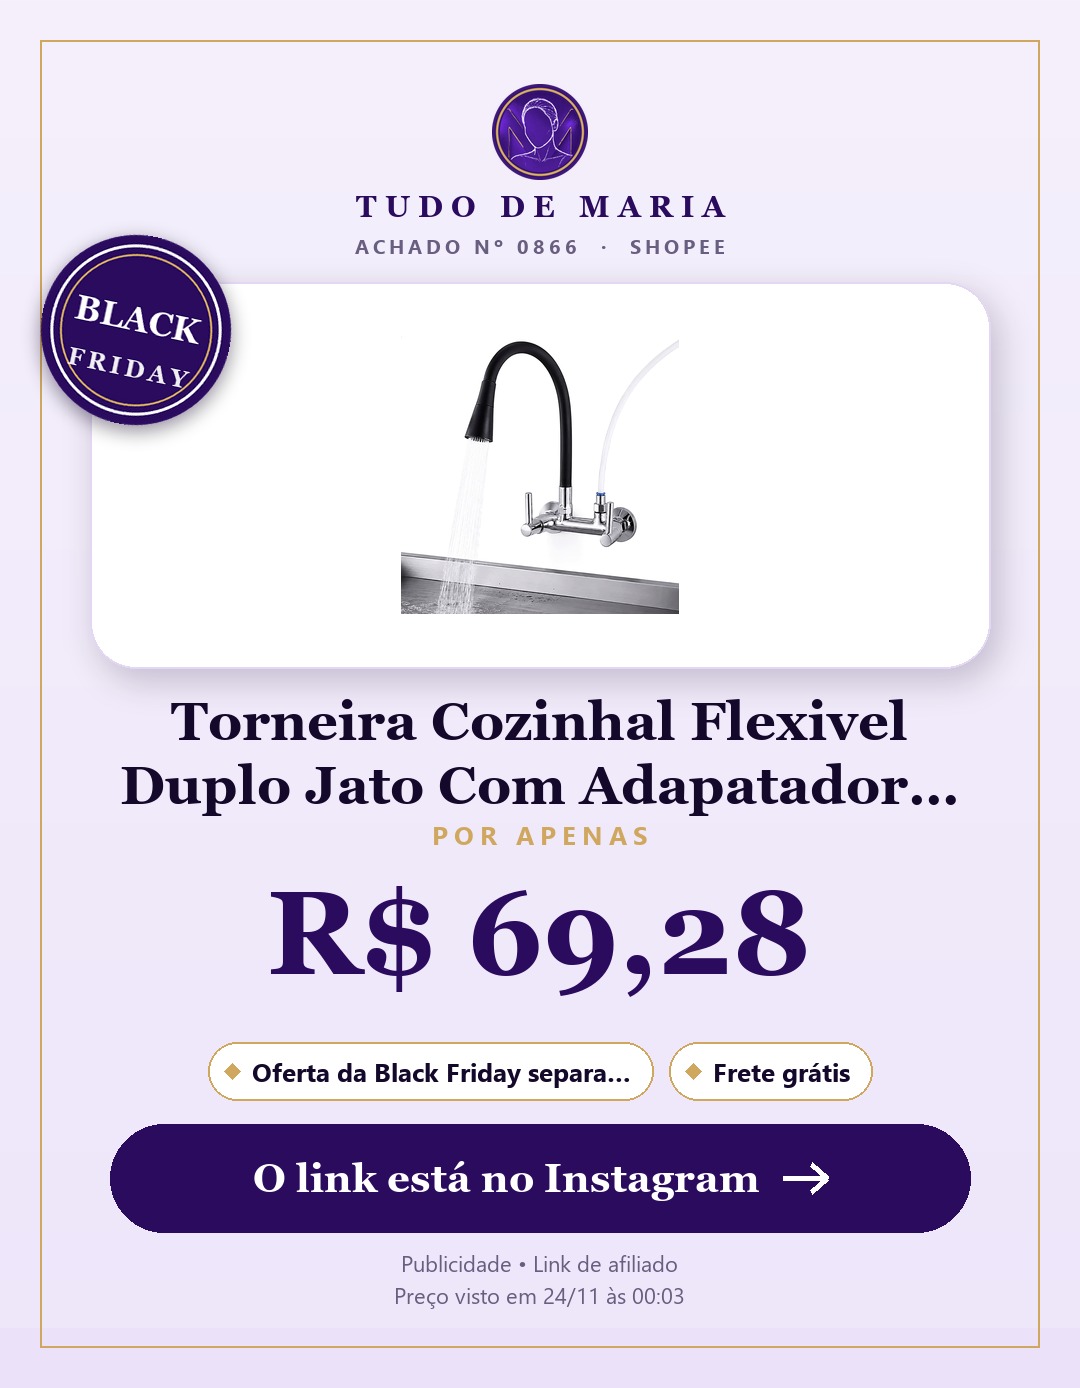 TUDO DE MARIA
ACHADO Nº 0866 · SHOPEE
BLACK
FRIDAY
Torneira Cozinhal Flexivel
Duplo Jato Com Adapatador...
POR APENAS
R$ 69,28
Oferta da Black Friday separa...
Frete grátis
O link está no Instagram →
Publicidade • Link de afiliado
Preço visto em 24/11 às 00:03